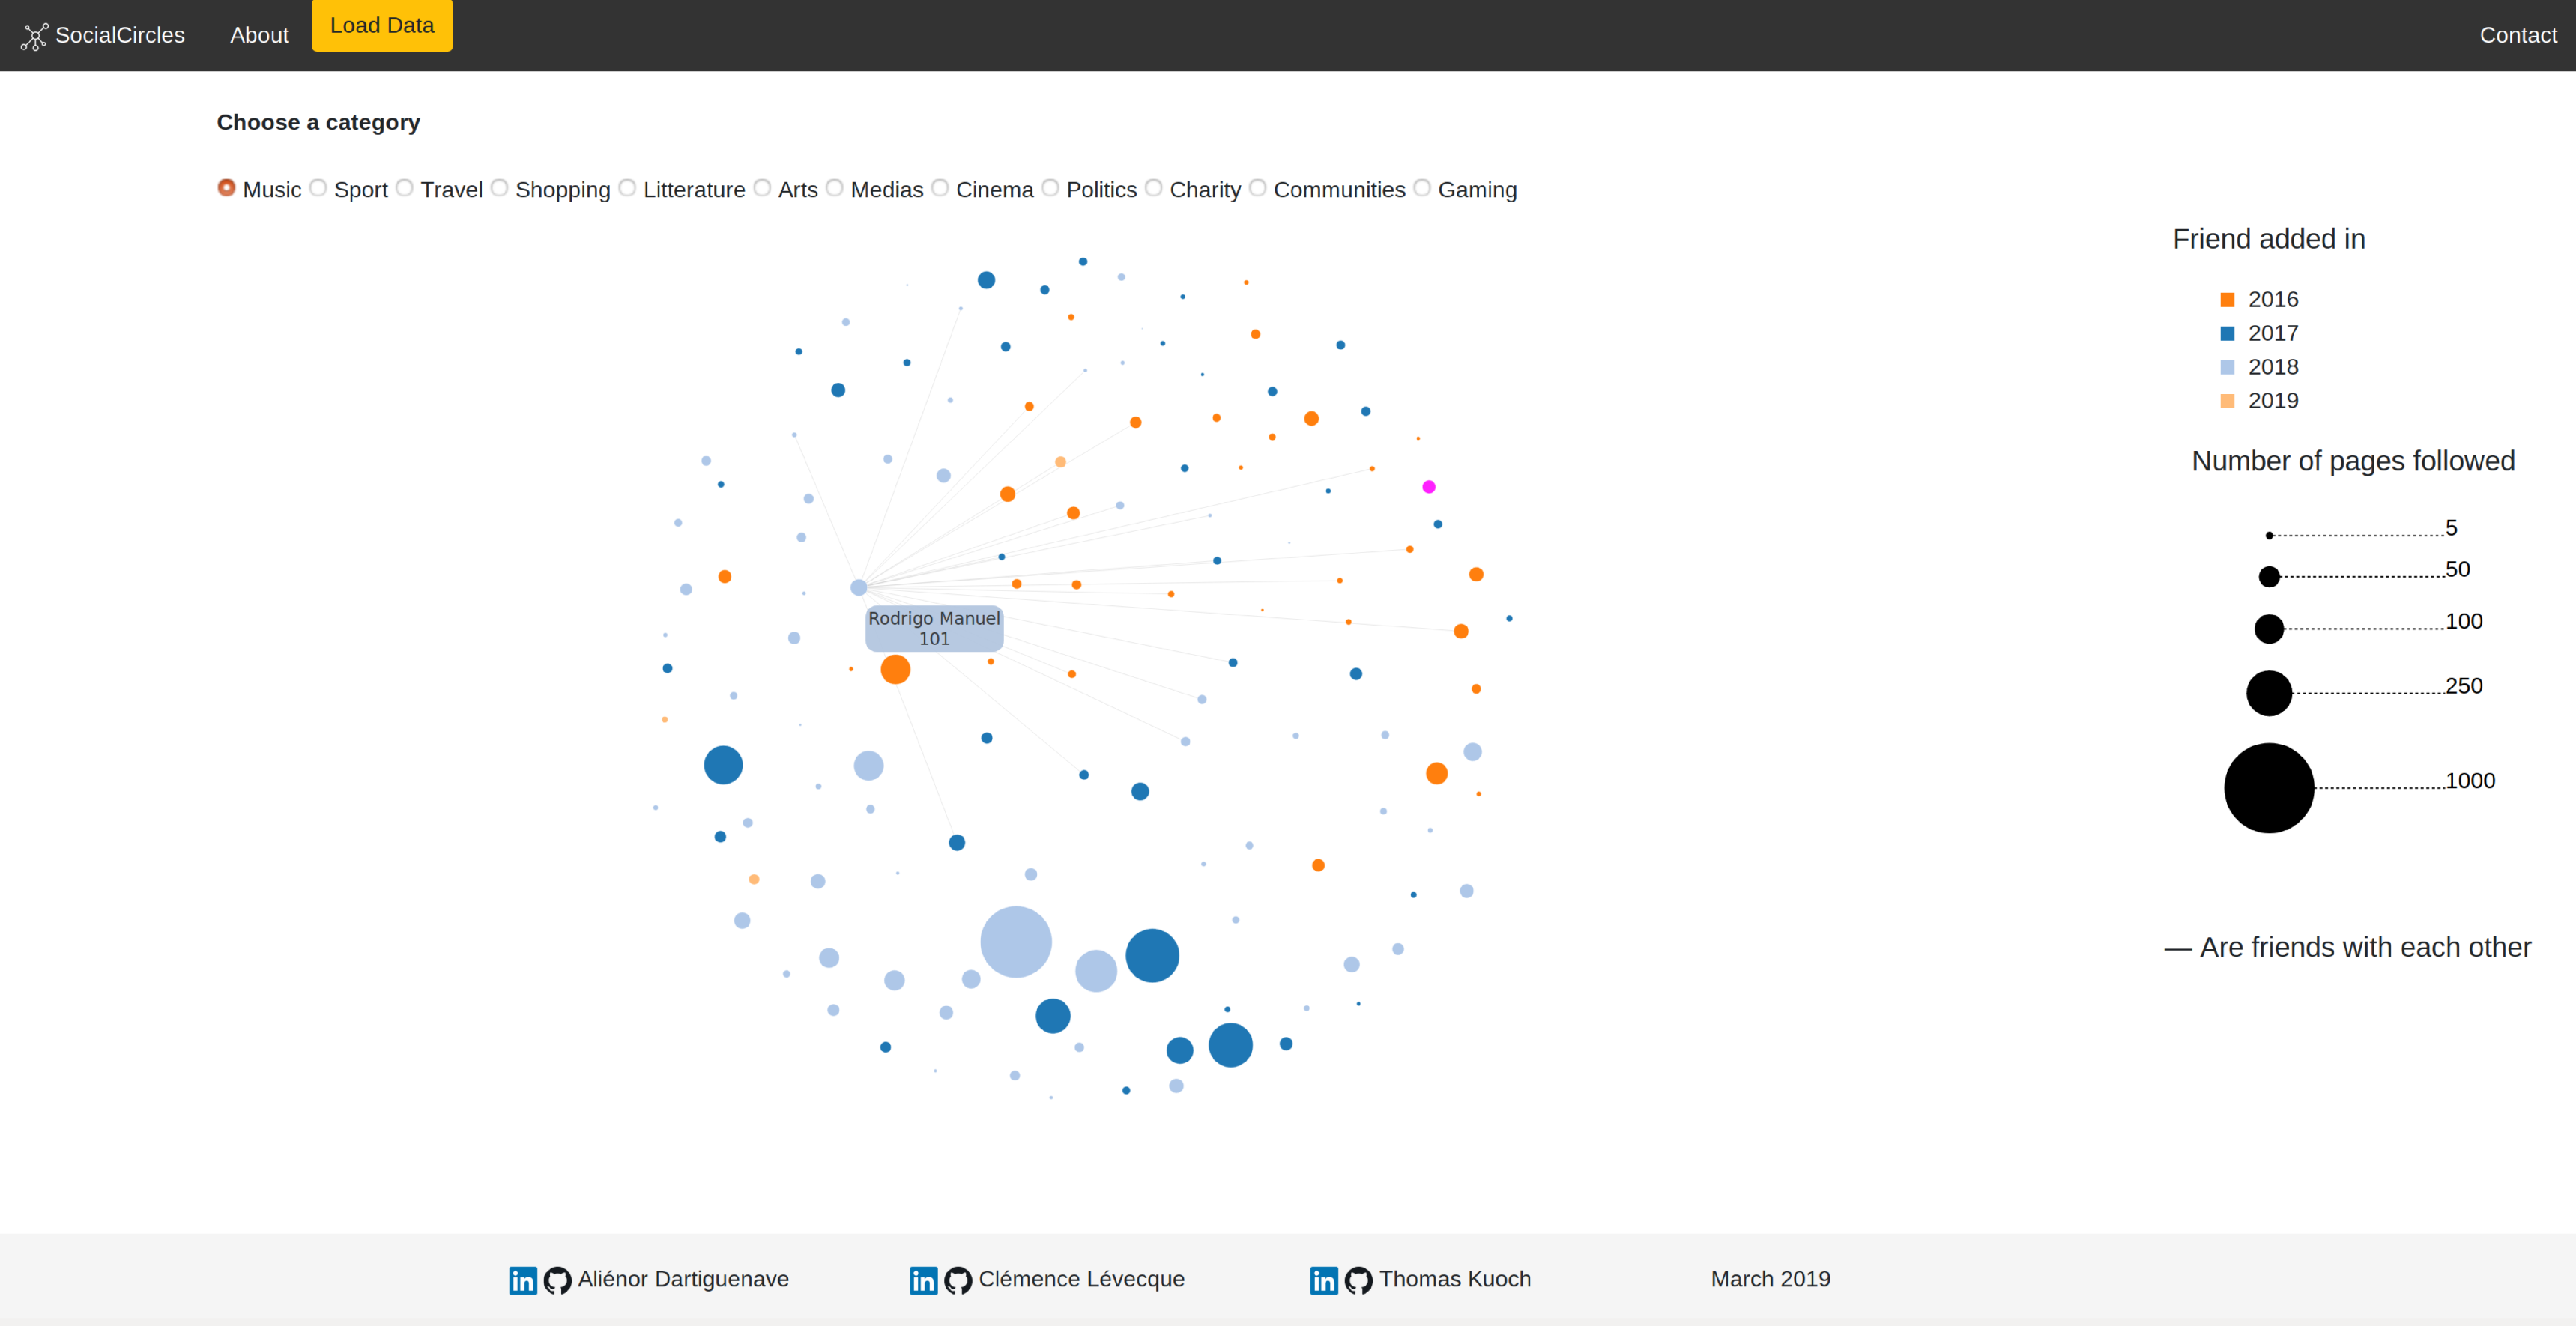 SocialCircles About Load Data Contact
Choose a category
Music Sport Travel Shopping Litterature Arts Medias Cinema Politics Charity Communities Gaming
Friend added in
2016
2017
2018
2019
Number of pages followed
5
50
100
250
1000
Rodrigo Manuel
101
— Are friends with each other
Aliénor Dartiguenave Clémence Lévecque Thomas Kuoch March 2019